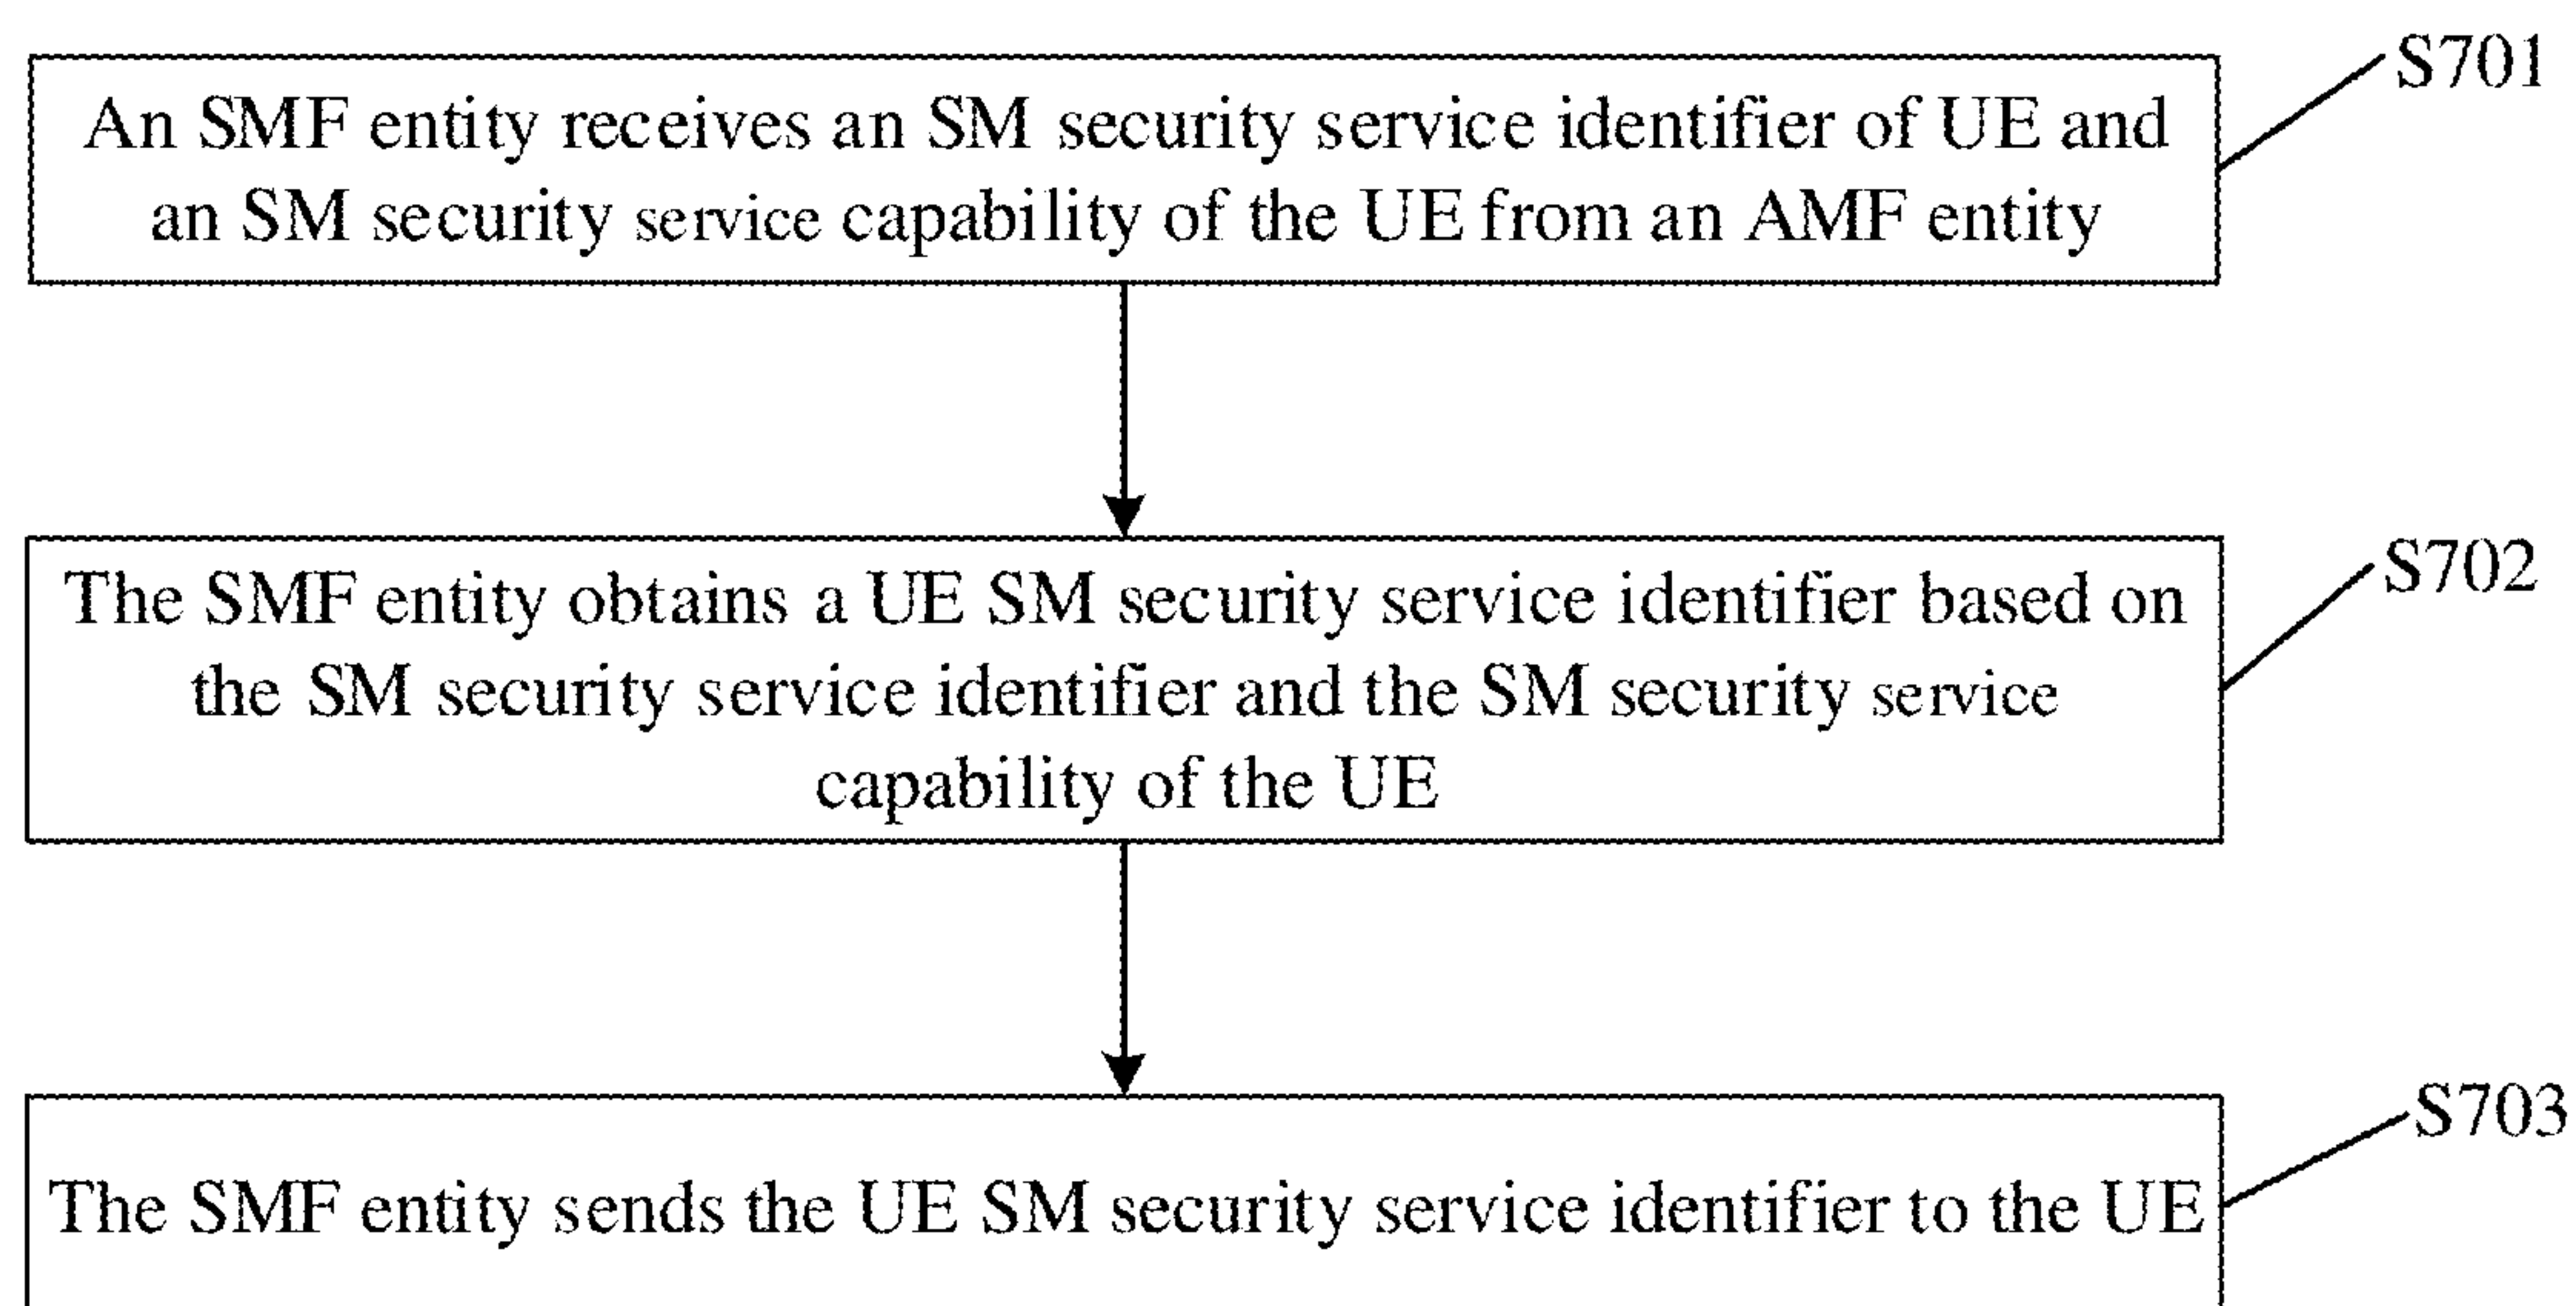 S701
An SMF entity receives an SM security service identifier of UE and
an SM security service capability of the UE from an AMF entity
S702
The SMF entity obtains a UE SM security service identifier based on
the SM security service identifier and the SM security service
capability of the UE
S703
The SMF entity sends the UE SM security service identifier to the UE